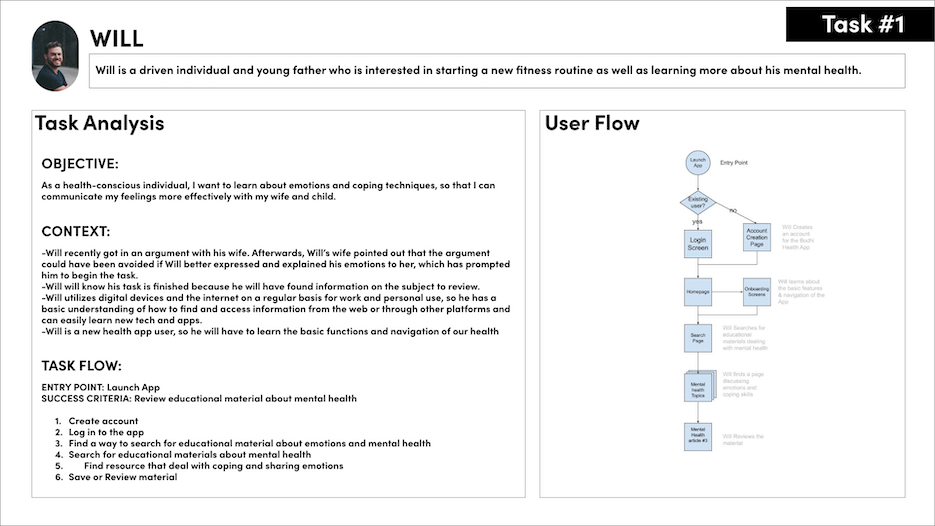 Task #1
WILL
Will is a driven individual and young father who is interested in starting a new fitness routine as well as learning more about his mental health.
Task Analysis
OBJECTIVE:
As a health-conscious individual, I want to learn about emotions and coping techniques, so that I can
communicate my feelings more effectively with my wife and child.
CONTEXT:
-Will recently got in an argument with his wife. Afterwards, Will's wife pointed out that the argument
could have been avoided if Will better expressed and explained his emotions to her, which has prompted
him to begin the task.
-Will will know his task is finished because he will have found information on the subject to review.
-Will utilizes digital devices and the internet on a regular basis for work and personal use, so he has a
basic understanding of how to find and access information from the web or through other platforms and
can easily learn new tech and apps.
-Will is a new health app user, so he will have to learn the basic functions and navigation of our health
TASK FLOW:
ENTRY POINT: Launch App
SUCCESS CRITERIA: Review educational material about mental health
1. Create account
2. Log in to the app
3. Find a way to search for educational material about emotions and mental health
4. Search for educational materials about mental health
5. Find resource that deal with coping and sharing emotions
6. Save or Review material
User Flow
Launch
App
Entry Point
Existing
user?
no
yes
Login
Screen
Account
Creation
Page
Will Creates
an account
for the Bodhi
Health App
Homepage
Onboarding
Screens
Will learns about
the basic features
& navigation of the
App
Search
Page
Will Searches for
educational
materials dealing
with mental health
Mental
health
Topics
Will finds a page
discussing
emotions and
coping skills
Mental
Health
article #3
Will Reviews the
material